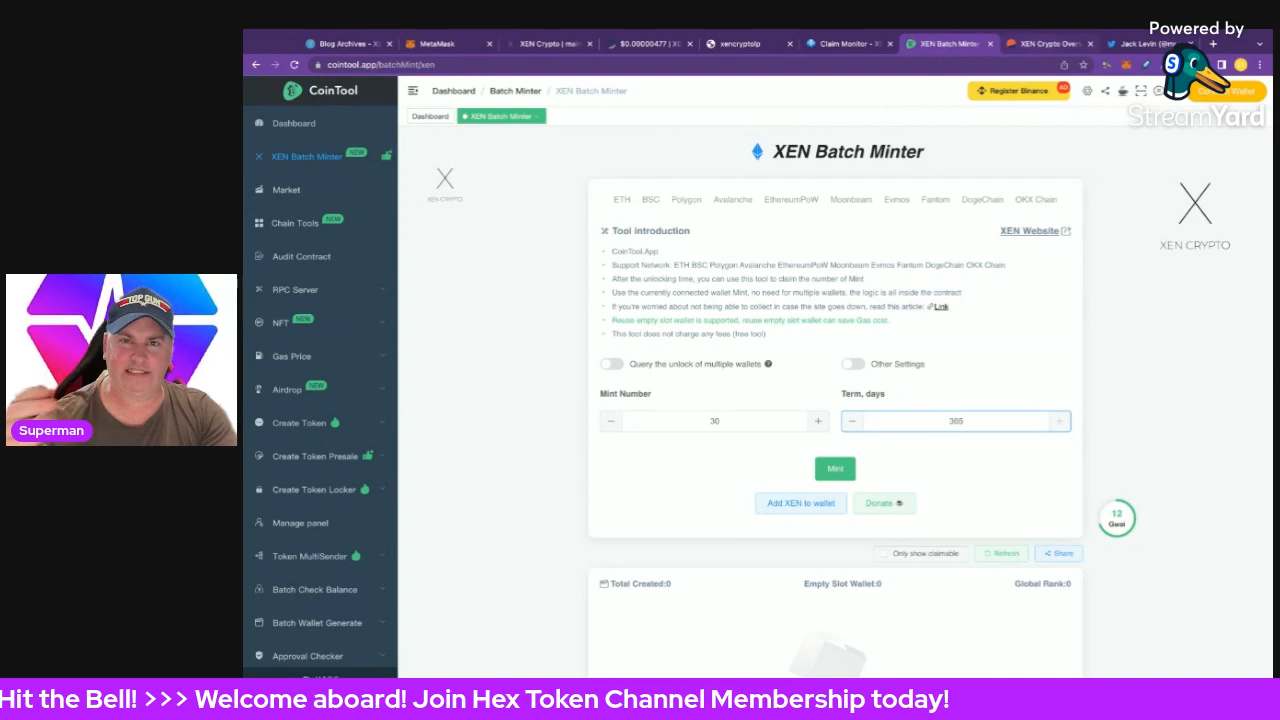 Powered by
StreamYard
Blog Archives - X
MetaMask
XEN Crypto | mai
$0.00000477 | XE
xencryptolp
Claim Monitor - X
XEN Batch Minter
XEN Crypto Over
Jack Levin (@m
cointool.app/batchMint/xen
CoinTool
Dashboard / Batch Minter / XEN Batch Minter
Register Binance
AD
Wallet
Dashboard
XEN Batch Minter
Dashboard
XEN Batch Minter NEW
Market
Chain Tools NEW
Audit Contract
RPC Server
NFT NEW
Gas Price
Airdrop NEW
Create Token
Create Token Presale
Create Token Locker
Manage panel
Token MultiSender
Batch Check Balance
Batch Wallet Generate
Approval Checker
XEN Batch Minter
XEN CRYPTO
XEN CRYPTO
ETH BSC Polygon Avalanche EthereumPoW Moonbeam Evmos Fantom DogeChain OKX Chain
Tool introduction
XEN Website
CoinTool.App
Support Network: ETH BSC Polygon Avalanche EthereumPoW Moonbeam Evmos Fantom DogeChain OKX Chain
After the unlocking time, you can use this tool to claim the number of Mint
Use the currently connected wallet Mint, no need for multiple wallets. the logic is all inside the contract
If you're worried about not being able to collect in case the site goes down, read this article: Link
Reuse empty slot wallet is supported, reuse empty slot wallet can save Gas cost.
This tool does not charge any fees (free tool)
Query the unlock of multiple wallets
Other Settings
Mint Number
Term, days
− 30 +
− 365 +
Mint
Add XEN to wallet
Donate
12
Gwei
Only show claimable
Refresh
Share
Total Created:0
Empty Slot Wallet:0
Global Rank:0
Superman
Hit the Bell! >>> Welcome aboard! Join Hex Token Channel Membership today!